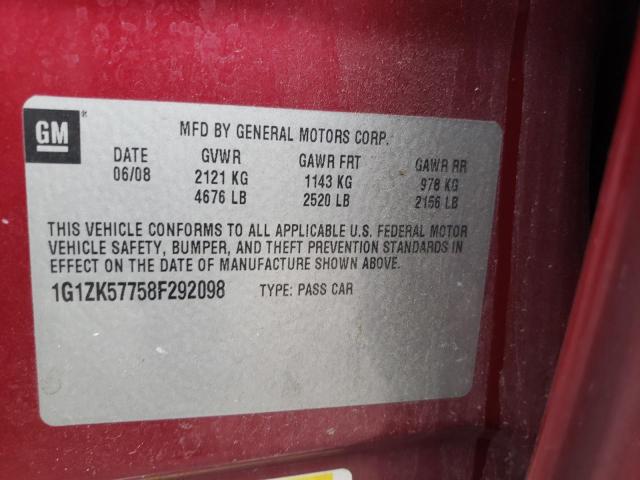 GM ®
MFD BY GENERAL MOTORS CORP.
DATE GVWR GAWR FRT GAWR RR
06/08 2121 KG 1143 KG 978 KG
4676 LB 2520 LB 2156 LB
THIS VEHICLE CONFORMS TO ALL APPLICABLE U.S. FEDERAL MOTOR
VEHICLE SAFETY, BUMPER, AND THEFT PREVENTION STANDARDS IN
EFFECT ON THE DATE OF MANUFACTURE SHOWN ABOVE.
1G1ZK57758F292098 TYPE: PASS CAR